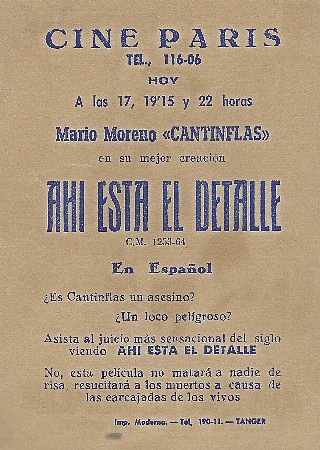 CINE PARIS
TEL., 116-06
HOY
A las 17, 19'15 y 22 horas
Mario Moreno «CANTINFLAS»
en su mejor creación
AHI ESTA EL DETALLE
C.M. 1253-64
En Español
¿Es Cantinflas un asesino?
¿Un loco peligroso?
Asista al juicio más sensacional del siglo
viendo AHI ESTA EL DETALLE
No, esta película no matará a nadie de
risa, resucitará a los muertos a causa de
las carcajadas de los vivos
Imp. Moderna.—Tel, 190-11.— TANGER